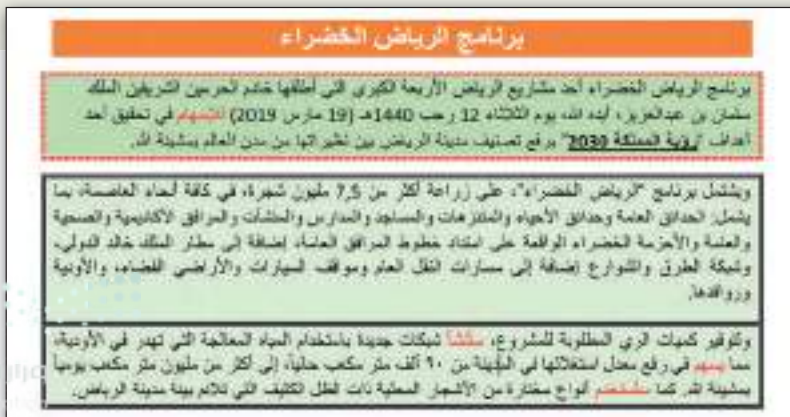 برنامج الرياض الخضراء
برنامج الرياض الخضراء أحد مشاريع الرياض الأربعة الكبرى التي أطلقها خادم الحرمين الشريفين الملك
سلمان بن عبدالعزيز، أيده الله، يوم الثلاثاء 12 رجب 1440هـ (19 مارس 2019) في تحقيق أحد
أهداف "رؤية المملكة 2030" برفع تصنيف مدينة الرياض بين نظيراتها من مدن العالم بمشيئة الله.
ويشتمل برنامج "الرياض الخضراء"، على زراعة أكثر من 7,5 مليون شجرة، في كافة أنحاء العاصمة، بما
يشمل: الحدائق العامة وحدائق الأحياء والمتنزهات والمساجد والمدارس والمنشآت والمرافق الأكاديمية والصحية
والعامة والأحزمة الخضراء الواقعة على امتداد خطوط المرافق العامة، إضافة إلى مطار الملك خالد الدولي،
وشبكة الطرق والشوارع إضافة إلى مسارات النقل العام ومواقف السيارات والأراضي الفضاء، والأودية
وروافدها.
ولتوفير كميات الري المطلوبة للمشروع، ستنشأ شبكات جديدة باستخدام المياه المعالجة التي تهدر في الأودية،
مما يسهم في رفع معدل استغلالها في المدينة من ٩٠ ألف متر مكعب حالياً، إلى أكثر من مليون متر مكعب يومياً
بمشيئة الله كما ستستخدم أنواع مختارة من الأشجار المحلية ذات الظل الكثيف التي تلائم بيئة مدينة الرياض.